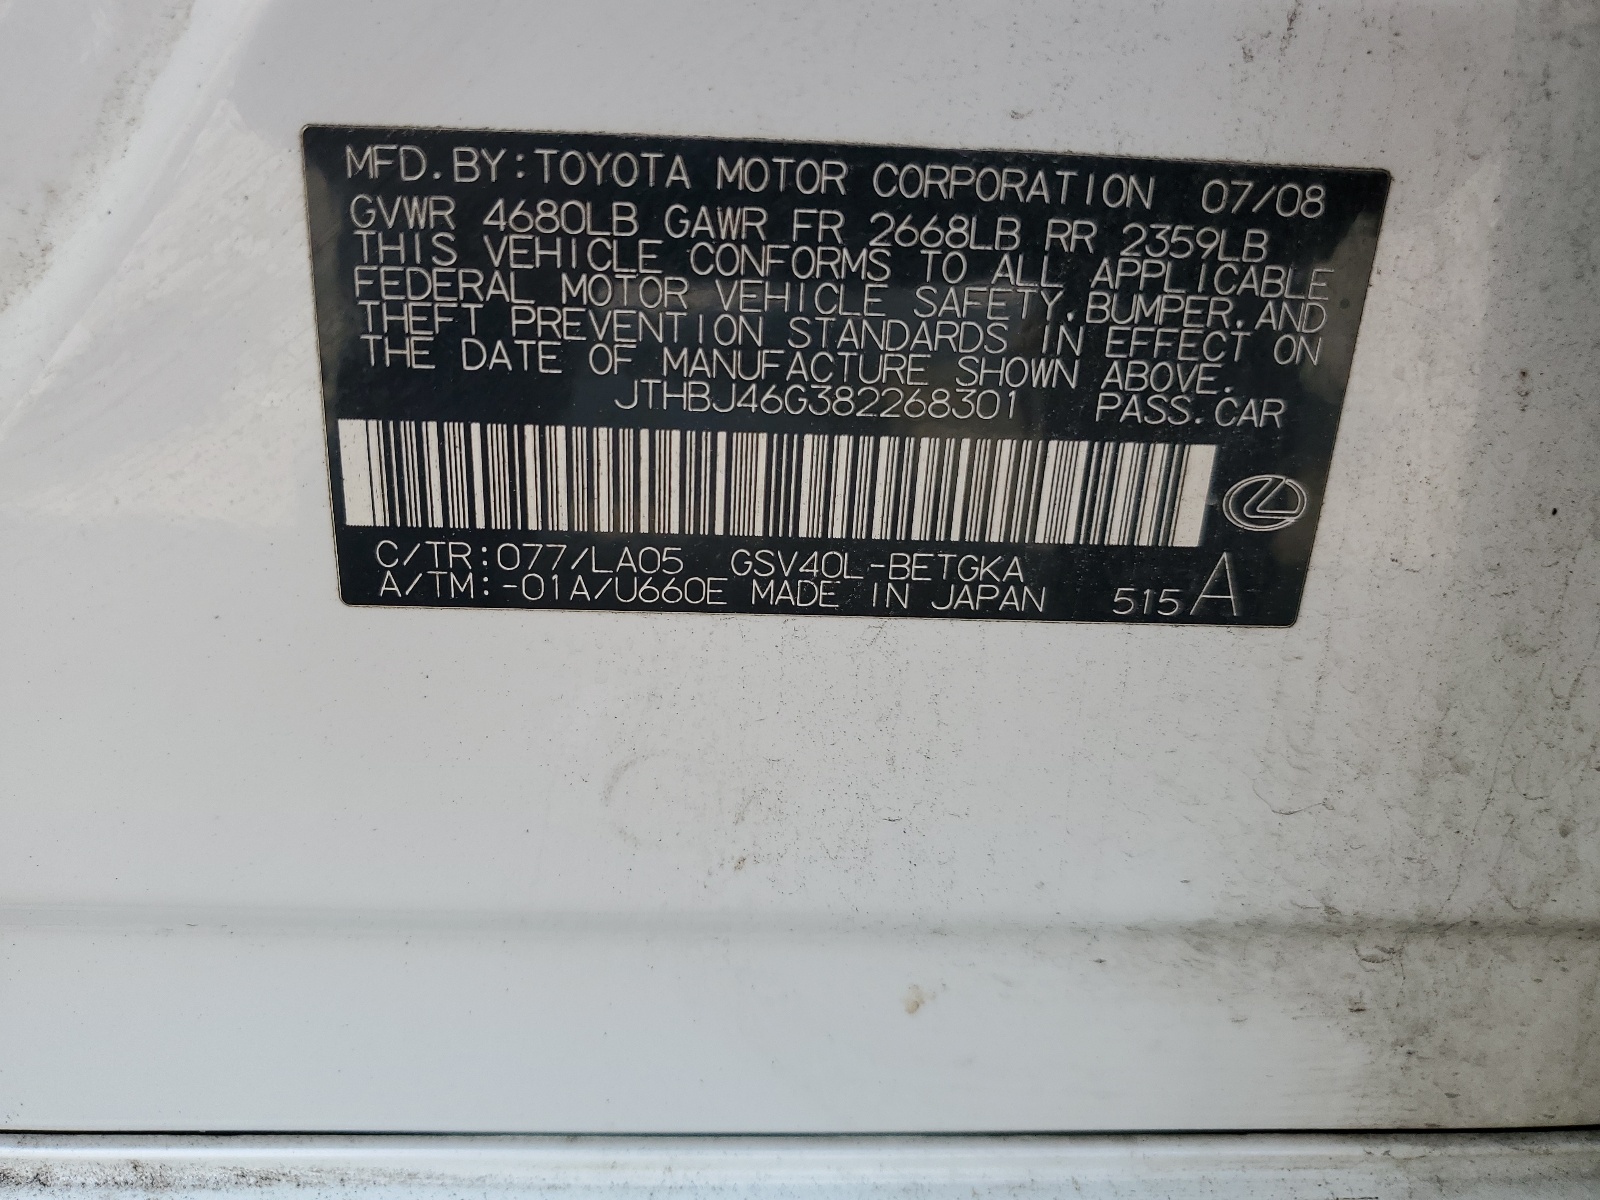 MFD. BY: TOYOTA MOTOR CORPORATION 07/08
GVWR 4680LB GAWR FR 2668LB RR 2359LB
THIS VEHICLE CONFORMS TO ALL APPLICABLE
FEDERAL MOTOR VEHICLE SAFETY, BUMPER, AND
THEFT PREVENTION STANDARDS IN EFFECT ON
THE DATE OF MANUFACTURE SHOWN ABOVE.
JTHBJ46G382268301 PASS. CAR
C/TR: 077/LA05 GSV40L-BETGKA
A/TM: -01A/U660E MADE IN JAPAN 515 A